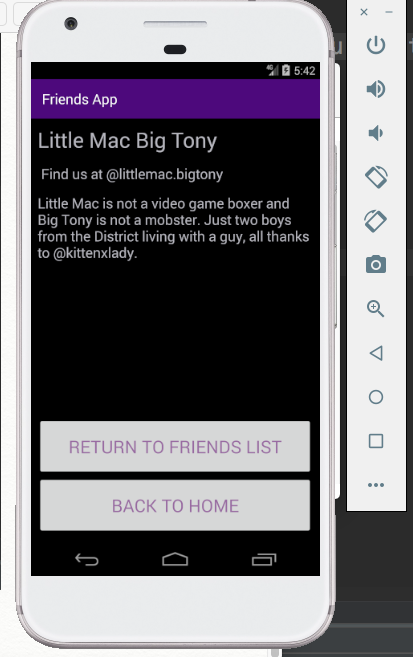 4G 5:42
Friends App
Little Mac Big Tony
Find us at @littlemac.bigtony
Little Mac is not a video game boxer and
Big Tony is not a mobster. Just two boys
from the District living with a guy, all thanks
to @kittenxlady.
RETURN TO FRIENDS LIST
BACK TO HOME